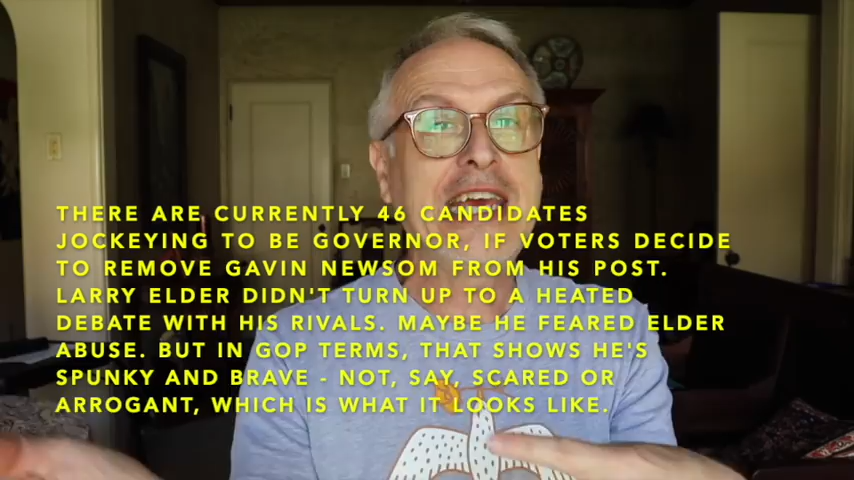 THERE ARE CURRENTLY 46 CANDIDATES
JOCKEYING TO BE GOVERNOR, IF VOTERS DECIDE
TO REMOVE GAVIN NEWSOM FROM HIS POST.
LARRY ELDER DIDN'T TURN UP TO A HEATED
DEBATE WITH HIS RIVALS. MAYBE HE FEARED ELDER
ABUSE. BUT IN GOP TERMS, THAT SHOWS HE'S
SPUNKY AND BRAVE - NOT, SAY, SCARED OR
ARROGANT, WHICH IS WHAT IT LOOKS LIKE.